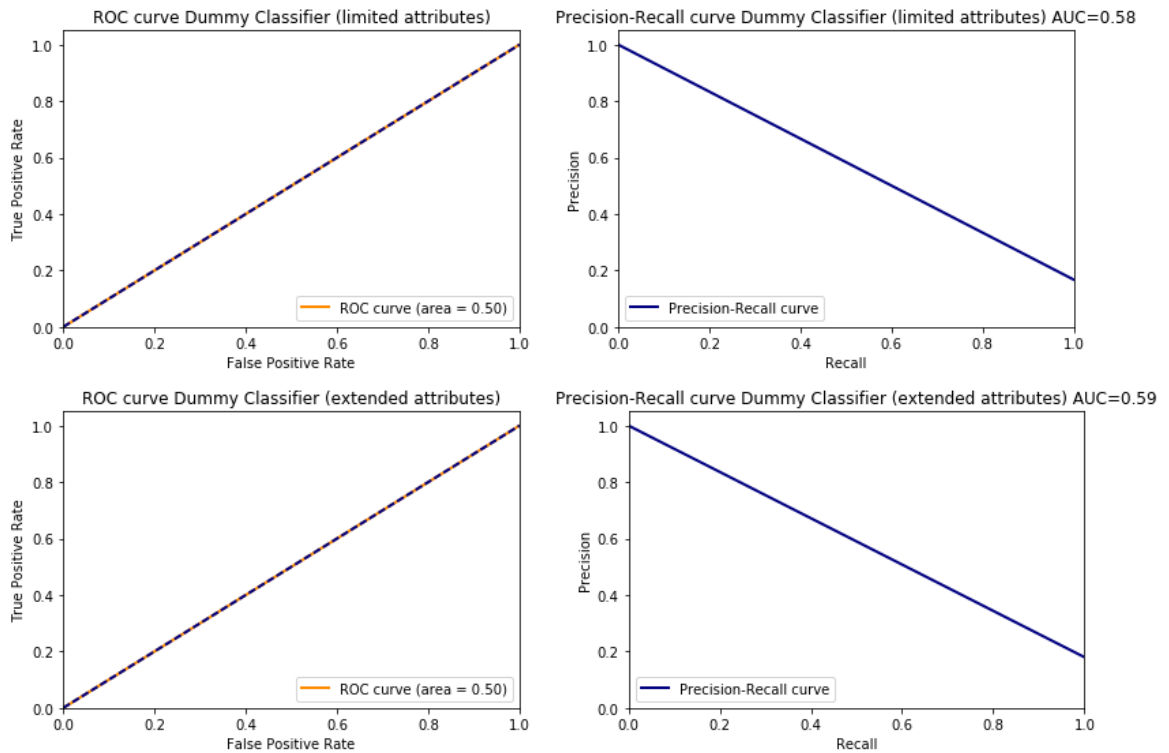 ROC curve Dummy Classifier (limited attributes)
1.0
0.8
0.6
0.4
0.2
0.0
True Positive Rate
ROC curve (area = 0.50)
0.0 0.2 0.4 0.6 0.8 1.0
False Positive Rate
Precision-Recall curve Dummy Classifier (limited attributes) AUC=0.58
1.0
0.8
0.6
0.4
0.2
0.0
Precision
Precision-Recall curve
0.0 0.2 0.4 0.6 0.8 1.0
Recall
ROC curve Dummy Classifier (extended attributes)
1.0
0.8
0.6
0.4
0.2
0.0
True Positive Rate
ROC curve (area = 0.50)
0.0 0.2 0.4 0.6 0.8 1.0
False Positive Rate
Precision-Recall curve Dummy Classifier (extended attributes) AUC=0.59
1.0
0.8
0.6
0.4
0.2
0.0
Precision
Precision-Recall curve
0.0 0.2 0.4 0.6 0.8 1.0
Recall